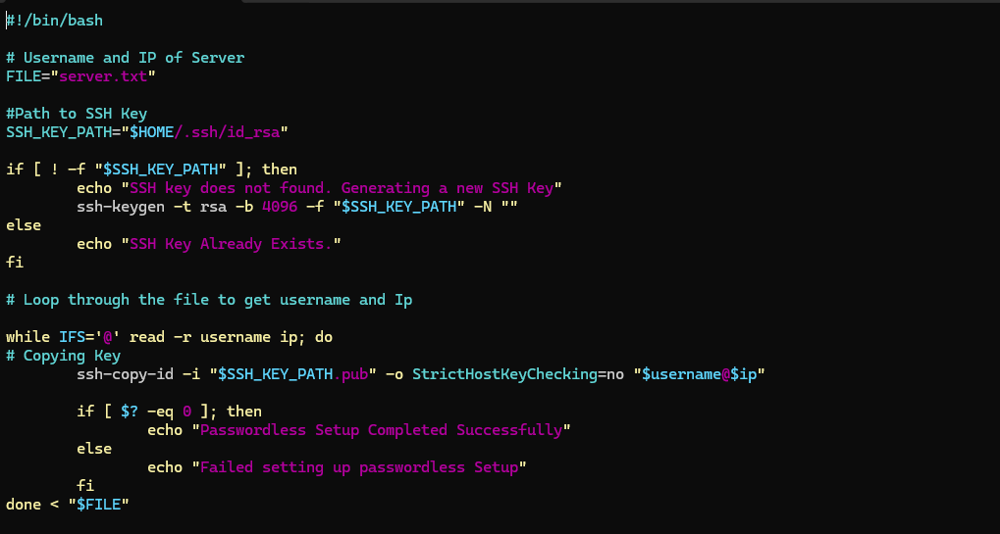 #!/bin/bash

# Username and IP of Server
FILE="server.txt"

#Path to SSH Key
SSH_KEY_PATH="$HOME/.ssh/id_rsa"

if [ ! -f "$SSH_KEY_PATH" ]; then
        echo "SSH key does not found. Generating a new SSH Key"
        ssh-keygen -t rsa -b 4096 -f "$SSH_KEY_PATH" -N ""
else
        echo "SSH Key Already Exists."
fi

# Loop through the file to get username and Ip

while IFS='@' read -r username ip; do
# Copying Key
        ssh-copy-id -i "$SSH_KEY_PATH.pub" -o StrictHostKeyChecking=no "$username@$ip"

        if [ $? -eq 0 ]; then
                echo "Passwordless Setup Completed Successfully"
        else
                echo "Failed setting up passwordless Setup"
        fi
done < "$FILE"